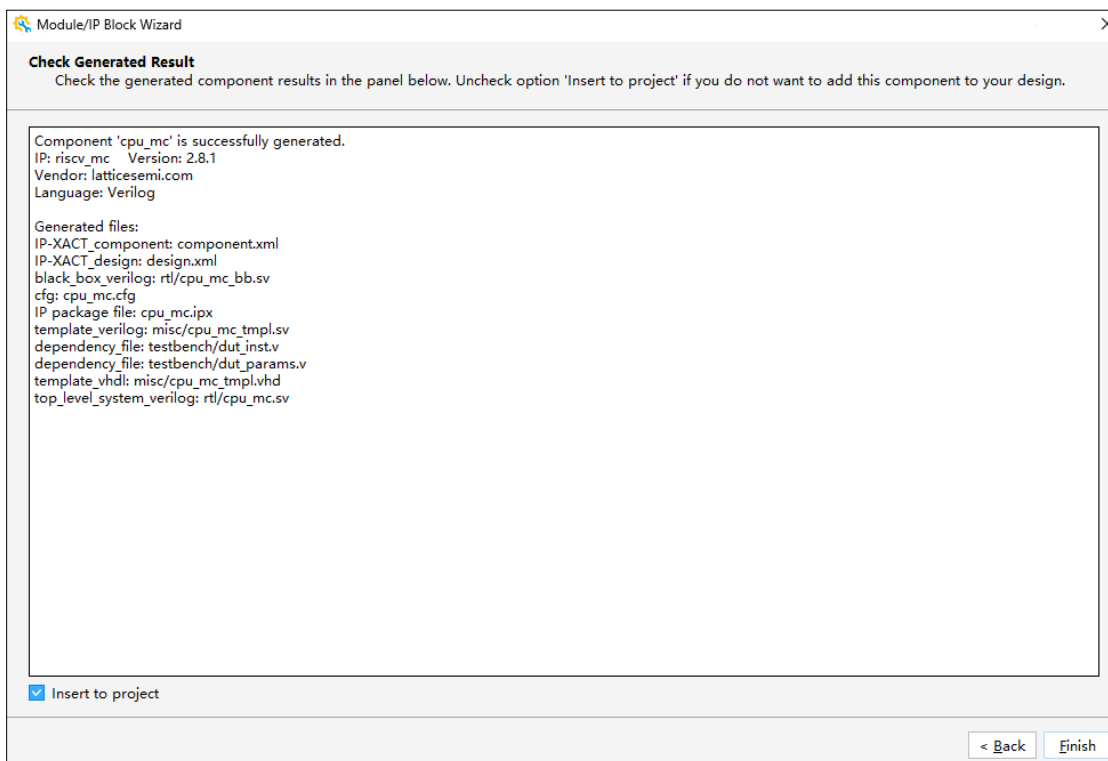 Module/IP Block Wizard
Check Generated Result
Check the generated component results in the panel below. Uncheck option 'Insert to project' if you do not want to add this component to your design.
Component 'cpu_mc' is successfully generated.
IP: riscv_mc Version: 2.8.1
Vendor: latticesemi.com
Language: Verilog
Generated files:
IP-XACT_component: component.xml
IP-XACT_design: design.xml
black_box_verilog: rtl/cpu_mc_bb.sv
cfg: cpu_mc.cfg
IP package file: cpu_mc.ipx
template_verilog: misc/cpu_mc_tmpl.sv
dependency_file: testbench/dut_inst.v
dependency_file: testbench/dut_params.v
template_vhdl: misc/cpu_mc_tmpl.vhd
top_level_system_verilog: rtl/cpu_mc.sv
Insert to project
< Back Finish